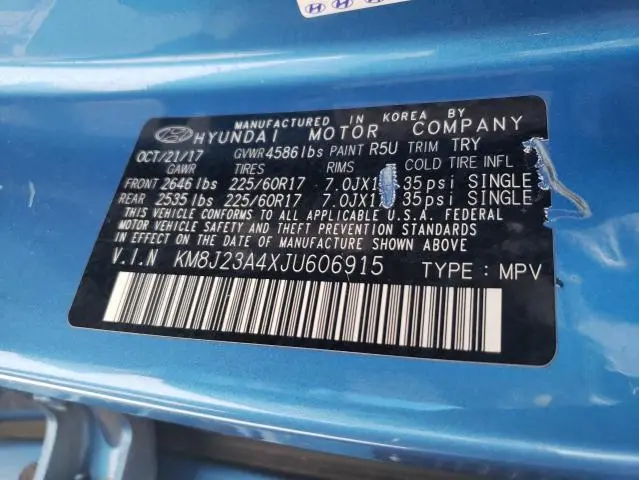 MANUFACTURED IN KOREA BY
HYUNDAI MOTOR COMPANY
OCT/21/17 GVWR 4586 lbs PAINT R5U TRIM TRY
GAWR TIRES RIMS COLD TIRE INFL.
FRONT 2646 lbs 225/60R17 7.0JX1 35psi SINGLE
REAR 2535 lbs 225/60R17 7.0JX1 35psi SINGLE
THIS VEHICLE CONFORMS TO ALL APPLICABLE U.S.A. FEDERAL
MOTOR VEHICLE SAFETY AND THEFT PREVENTION STANDARDS
IN EFFECT ON THE DATE OF MANUFACTURE SHOWN ABOVE
V.I.N KM8J23A4XJU606915 TYPE : MPV